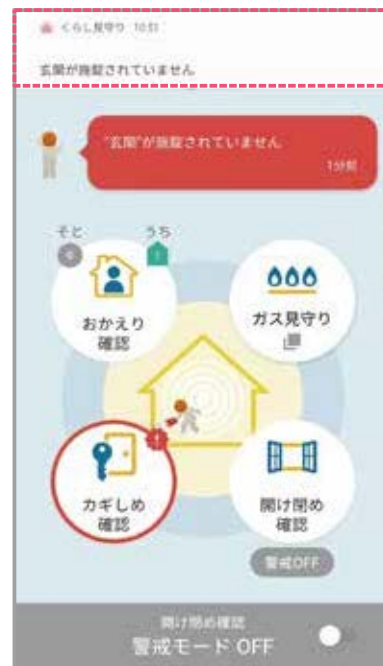 くらし見守り 10:51
玄関が施錠されていません
"玄関"が施錠されていません
1分前
そと
うち
0
1
おかえり
確認
ガス見守り
カギしめ
確認
開け閉め
確認
警戒OFF
開け閉め確認
警戒モード OFF